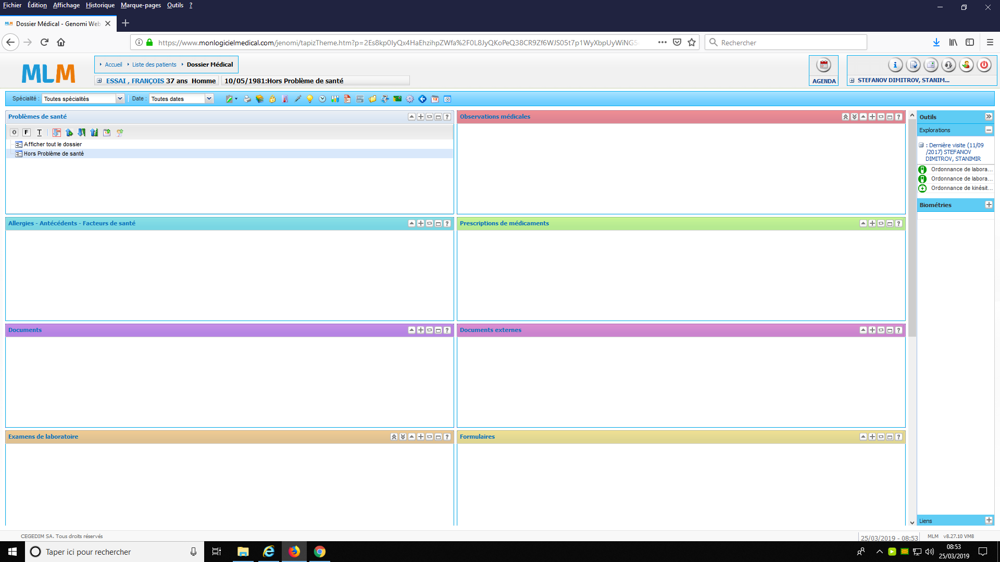 Fichier Édition Affichage Historique Marque-pages Outils ?
MLM Dossier Médical - Genomi Web
https://www.monlogicielmedical.com/jenomi/tapizTheme.htm?p=2Es8kp0IyQx4HaEhzihpZWfa%2F0L8JyQKoPeQ38CR9Zf6WJS05t7p1WyXbpUyWiNG5
Rechercher
MLM
Accueil Liste des patients Dossier Médical
ESSAI , FRANÇOIS 37 ans Homme 10/05/1981:Hors Problème de santé
AGENDA
STEFANOV DIMITROV, STANIM...
Spécialité : Toutes spécialités Date : Toutes dates
Problèmes de santé
O F T
Afficher tout le dossier
Hors Problème de santé
Observations médicales
Allergies - Antécédents - Facteurs de santé
Prescriptions de médicaments
Documents
Documents externes
Examens de laboratoire
Formulaires
Outils
Explorations
: Dernière visite (11/09
/2017) STEFANOV
DIMITROV, STANIMIR
Ordonnance de labora...
Ordonnance de labora...
Ordonnance de kinésit...
Biométries
Liens
CEGEDIM SA. Tous droits réservés
25/03/2019 - 08:53
MLM v8.27.10 VM8
Taper ici pour rechercher
08:53
25/03/2019